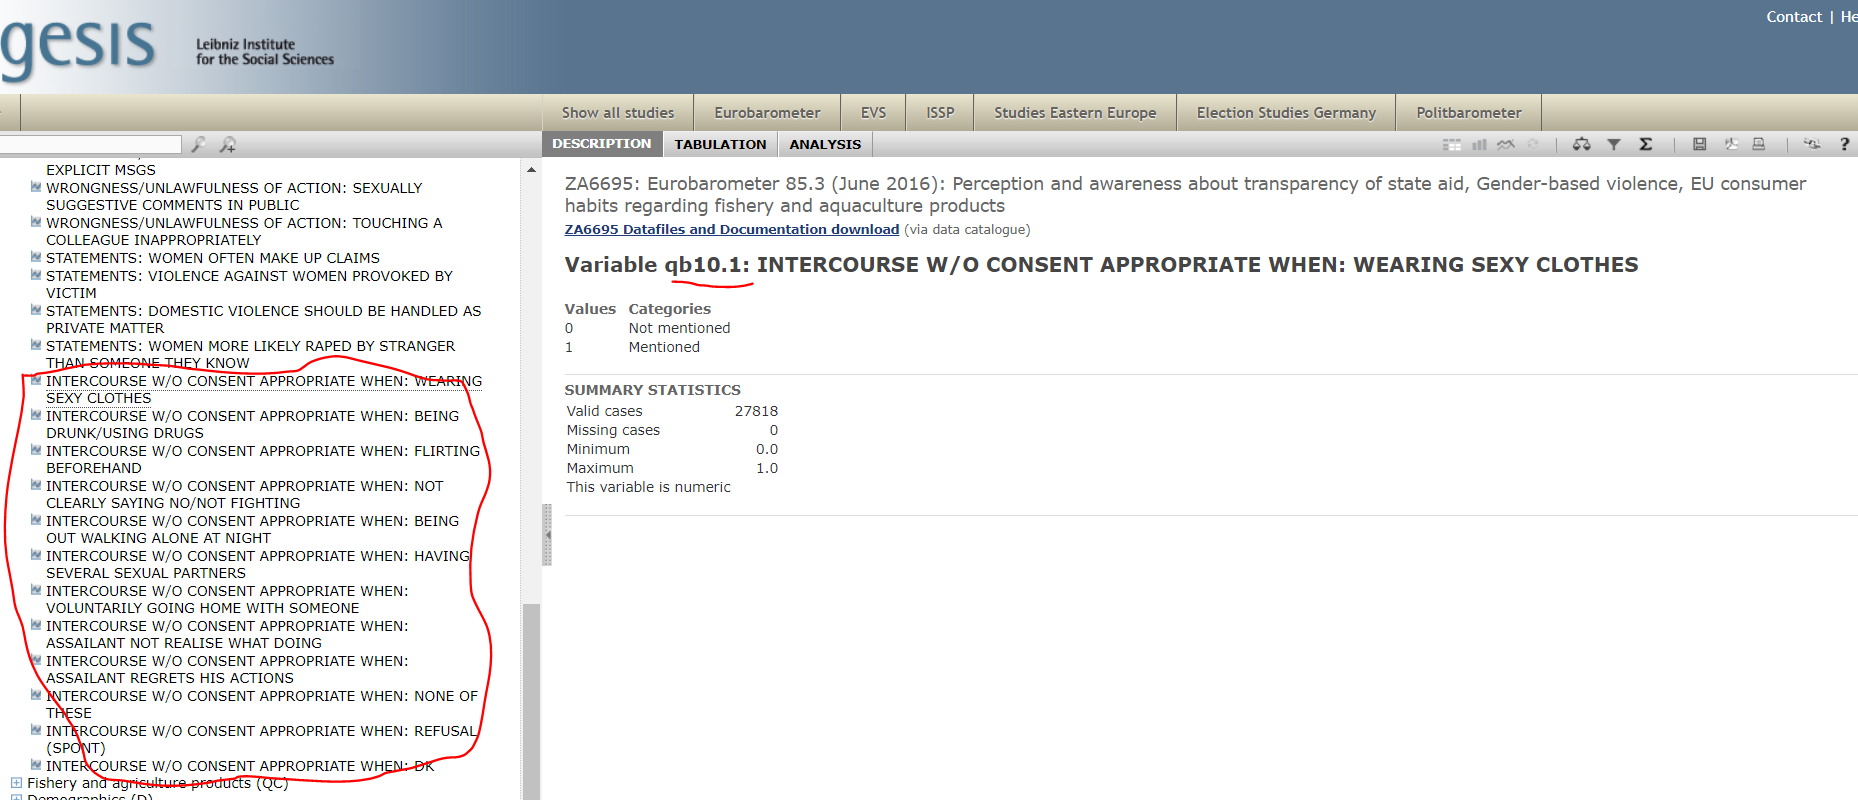 Contact | He
gesis
Leibniz Institute
for the Social Sciences
Show all studies
Eurobarometer
EVS
ISSP
Studies Eastern Europe
Election Studies Germany
Politbarometer
DESCRIPTION
TABULATION
ANALYSIS
Σ
?
EXPLICIT MSGS
WRONGNESS/UNLAWFULNESS OF ACTION: SEXUALLY
SUGGESTIVE COMMENTS IN PUBLIC
WRONGNESS/UNLAWFULNESS OF ACTION: TOUCHING A
COLLEAGUE INAPPROPRIATELY
STATEMENTS: WOMEN OFTEN MAKE UP CLAIMS
STATEMENTS: VIOLENCE AGAINST WOMEN PROVOKED BY
VICTIM
STATEMENTS: DOMESTIC VIOLENCE SHOULD BE HANDLED AS
PRIVATE MATTER
STATEMENTS: WOMEN MORE LIKELY RAPED BY STRANGER
THAN SOMEONE THEY KNOW
INTERCOURSE W/O CONSENT APPROPRIATE WHEN: WEARING
SEXY CLOTHES
INTERCOURSE W/O CONSENT APPROPRIATE WHEN: BEING
DRUNK/USING DRUGS
INTERCOURSE W/O CONSENT APPROPRIATE WHEN: FLIRTING
BEFOREHAND
INTERCOURSE W/O CONSENT APPROPRIATE WHEN: NOT
CLEARLY SAYING NO/NOT FIGHTING
INTERCOURSE W/O CONSENT APPROPRIATE WHEN: BEING
OUT WALKING ALONE AT NIGHT
INTERCOURSE W/O CONSENT APPROPRIATE WHEN: HAVING
SEVERAL SEXUAL PARTNERS
INTERCOURSE W/O CONSENT APPROPRIATE WHEN:
VOLUNTARILY GOING HOME WITH SOMEONE
INTERCOURSE W/O CONSENT APPROPRIATE WHEN:
ASSAILANT NOT REALISE WHAT DOING
INTERCOURSE W/O CONSENT APPROPRIATE WHEN:
ASSAILANT REGRETS HIS ACTIONS
INTERCOURSE W/O CONSENT APPROPRIATE WHEN: NONE OF
THESE
INTERCOURSE W/O CONSENT APPROPRIATE WHEN: REFUSAL
(SPONT)
INTERCOURSE W/O CONSENT APPROPRIATE WHEN: DK
Fishery and agriculture products (QC)
Demographics (D)
ZA6695: Eurobarometer 85.3 (June 2016): Perception and awareness about transparency of state aid, Gender-based violence, EU consumer
habits regarding fishery and aquaculture products
ZA6695 Datafiles and Documentation download (via data catalogue)
Variable qb10.1: INTERCOURSE W/O CONSENT APPROPRIATE WHEN: WEARING SEXY CLOTHES
Values Categories
0 Not mentioned
1 Mentioned
SUMMARY STATISTICS
Valid cases 27818
Missing cases 0
Minimum 0.0
Maximum 1.0
This variable is numeric